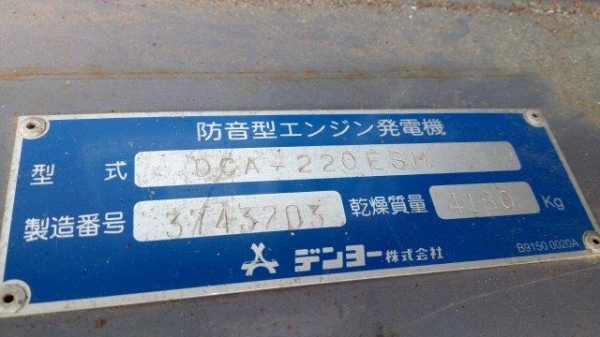 防音型エンジン発電機
型式 DCA-220ESM
製造番号 3743203 乾燥質量 4180 Kg
デンヨー株式会社
B9150 0020A